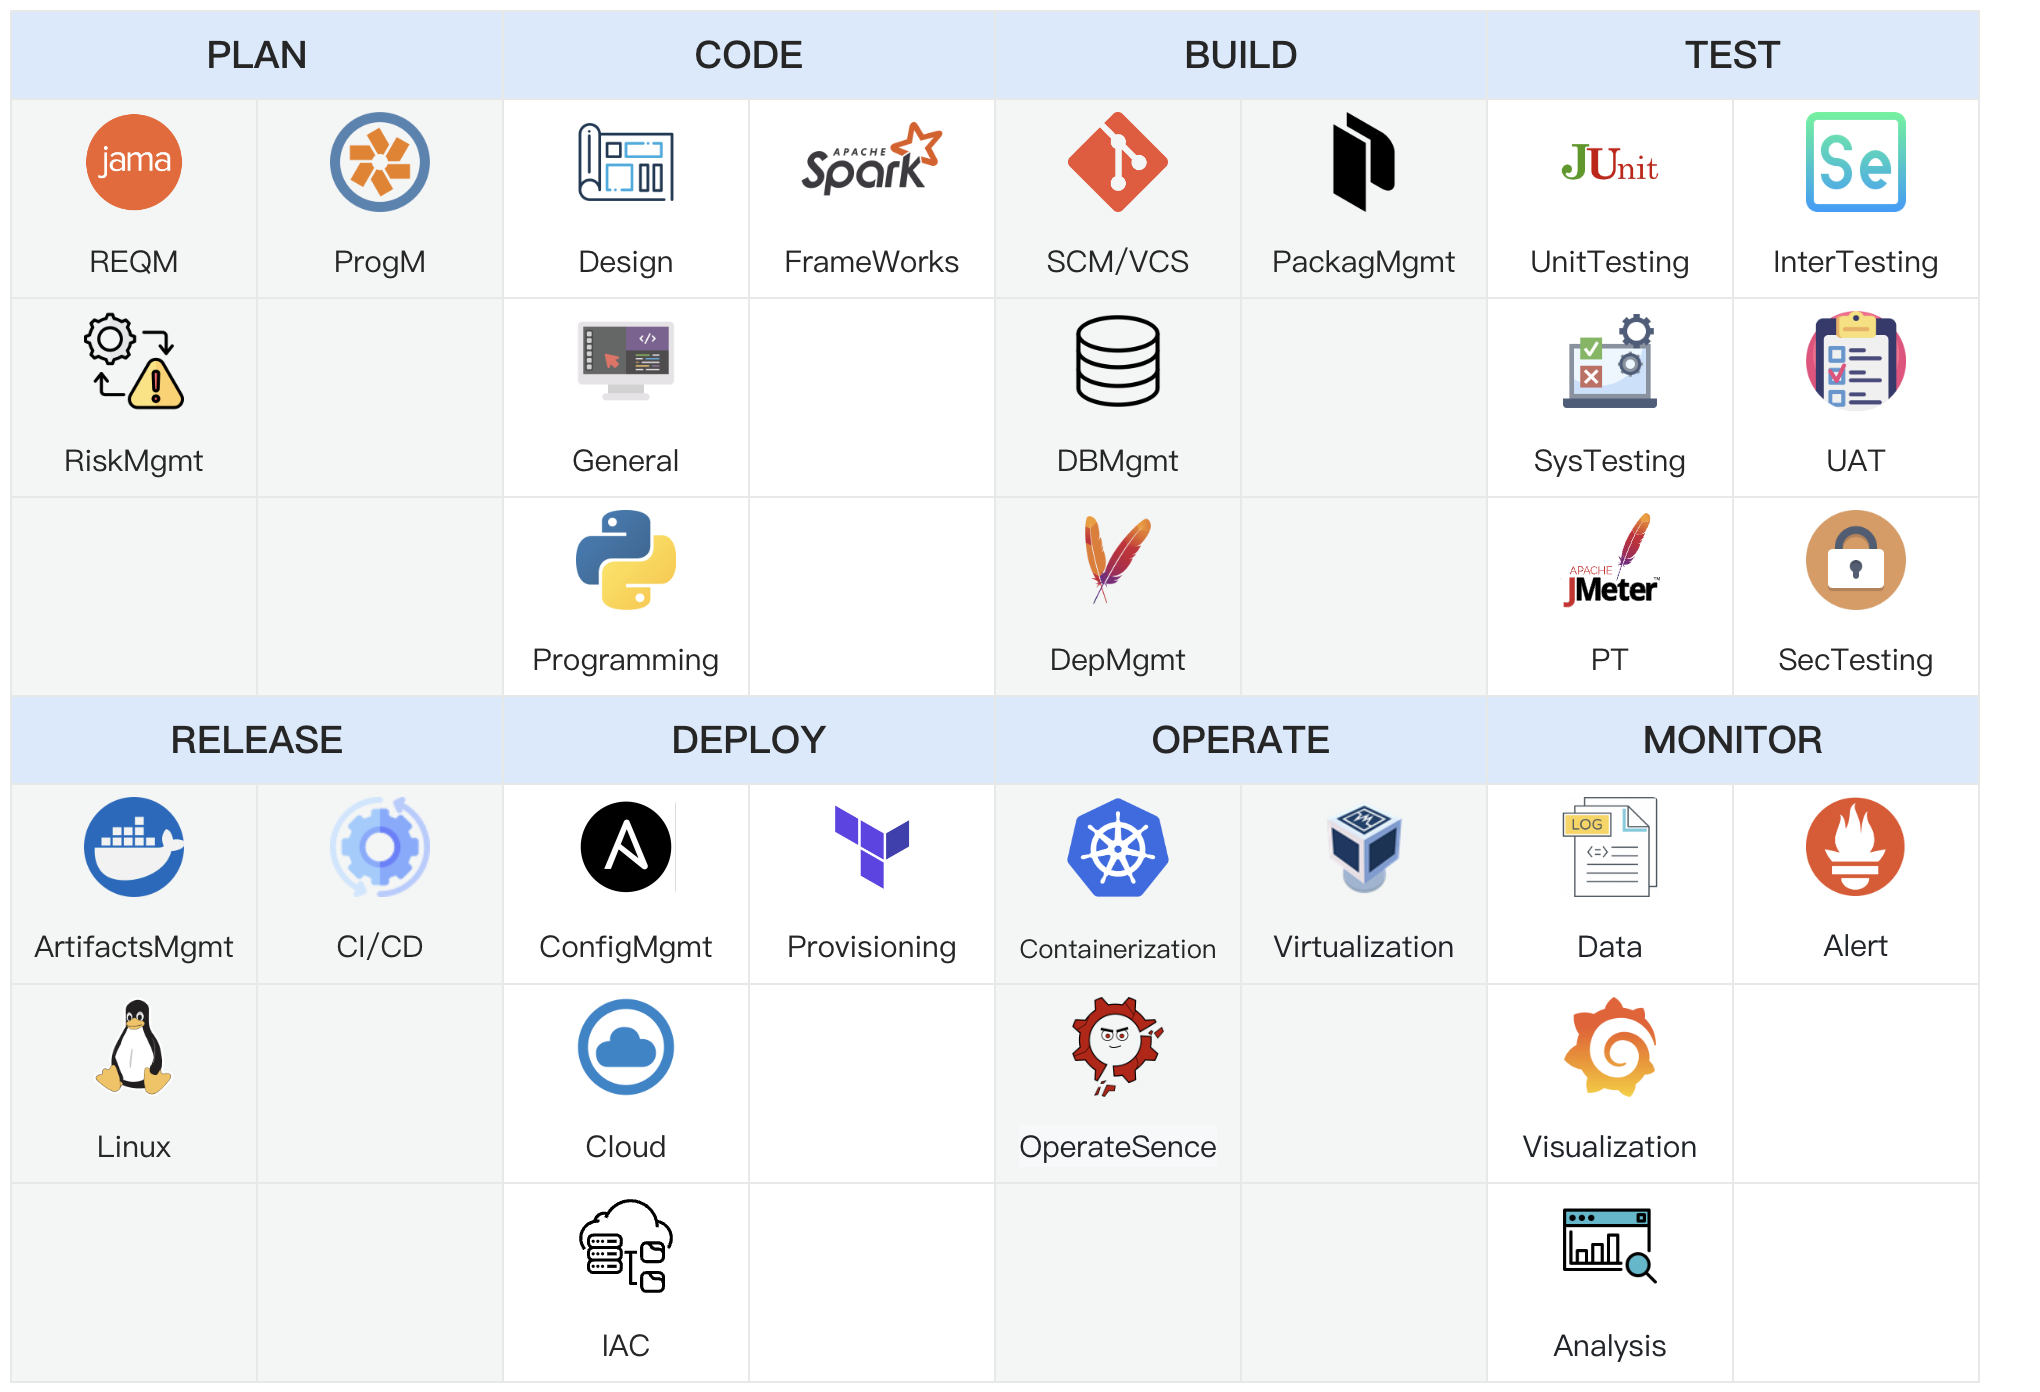 PLAN CODE BUILD TEST
jama APACHE Spark JUnit Se
REQM ProgM Design FrameWorks SCM/VCS PackagMgmt UnitTesting InterTesting
</>
RiskMgmt General DBMgmt SysTesting UAT
APACHE
JMeter™
Programming DepMgmt PT SecTesting
RELEASE DEPLOY OPERATE MONITOR
LOG
<=>
ArtifactsMgmt CI/CD ConfigMgmt Provisioning Containerization Virtualization Data Alert
Linux Cloud OperateSence Visualization
IAC Analysis